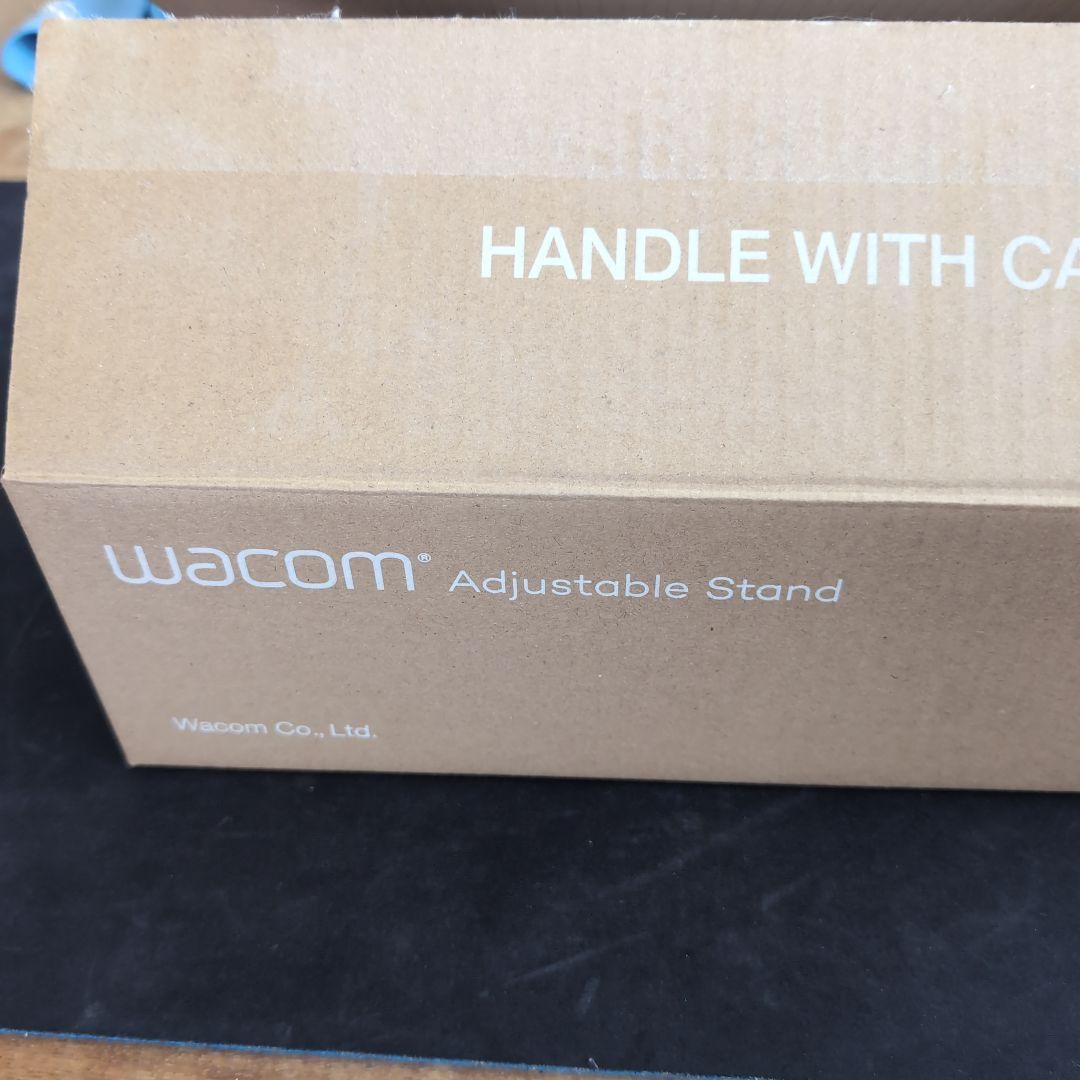 HANDLE WITH CA
wacom® Adjustable Stand
Wacom Co., Ltd.